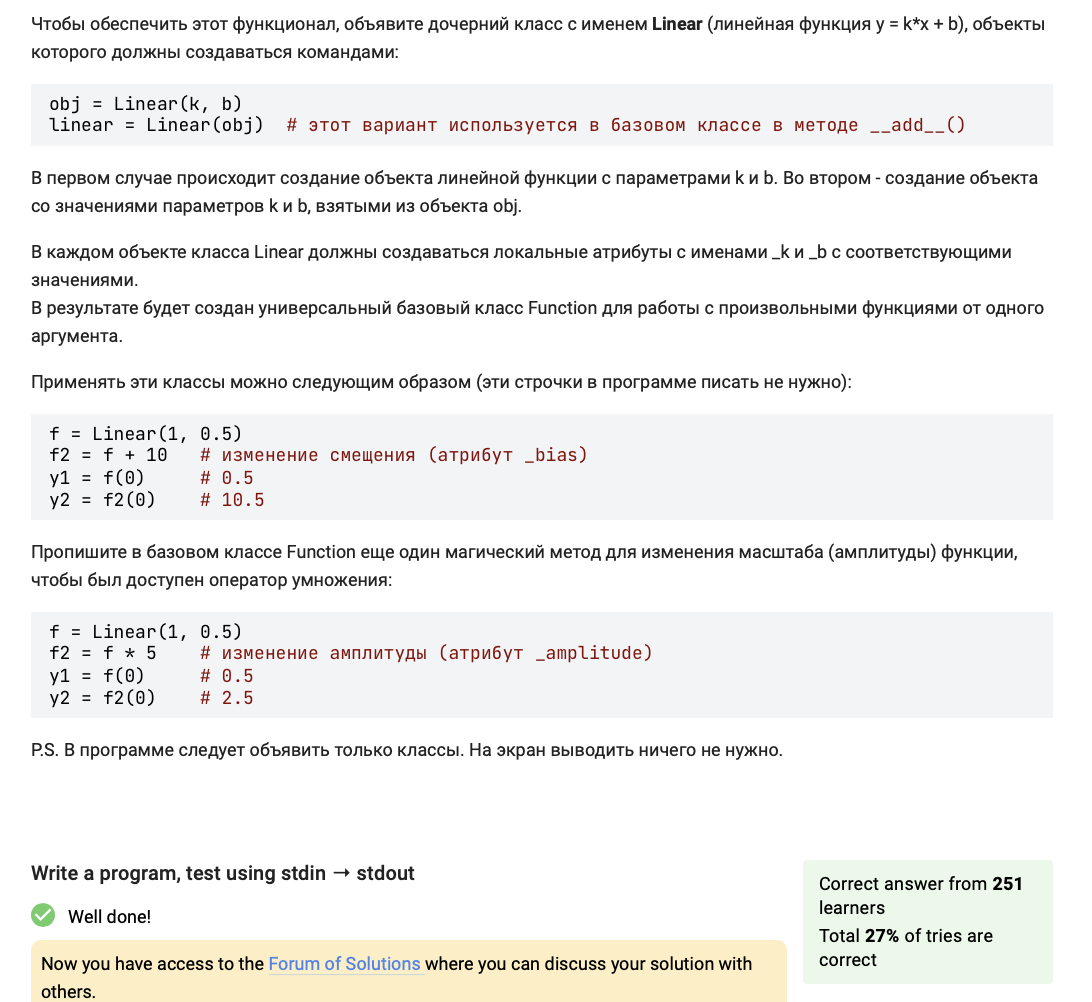 Чтобы обеспечить этот функционал, объявите дочерний класс с именем Linear (линейная функция y = k*x + b), объекты
которого должны создаваться командами:
obj = Linear(k, b)
linear = Linear(obj)  # этот вариант используется в базовом классе в методе __add__()
В первом случае происходит создание объекта линейной функции с параметрами k и b. Во втором - создание объекта
со значениями параметров k и b, взятыми из объекта obj.
В каждом объекте класса Linear должны создаваться локальные атрибуты с именами _k и _b с соответствующими
значениями.
В результате будет создан универсальный базовый класс Function для работы с произвольными функциями от одного
аргумента.
Применять эти классы можно следующим образом (эти строчки в программе писать не нужно):
f = Linear(1, 0.5)
f2 = f + 10   # изменение смещения (атрибут _bias)
y1 = f(0)     # 0.5
y2 = f2(0)    # 10.5
Пропишите в базовом классе Function еще один магический метод для изменения масштаба (амплитуды) функции,
чтобы был доступен оператор умножения:
f = Linear(1, 0.5)
f2 = f * 5    # изменение амплитуды (атрибут _amplitude)
y1 = f(0)     # 0.5
y2 = f2(0)    # 2.5
P.S. В программе следует объявить только классы. На экран выводить ничего не нужно.
Write a program, test using stdin → stdout
Well done!
Now you have access to the Forum of Solutions where you can discuss your solution with
others.
Correct answer from 251
learners
Total 27% of tries are
correct